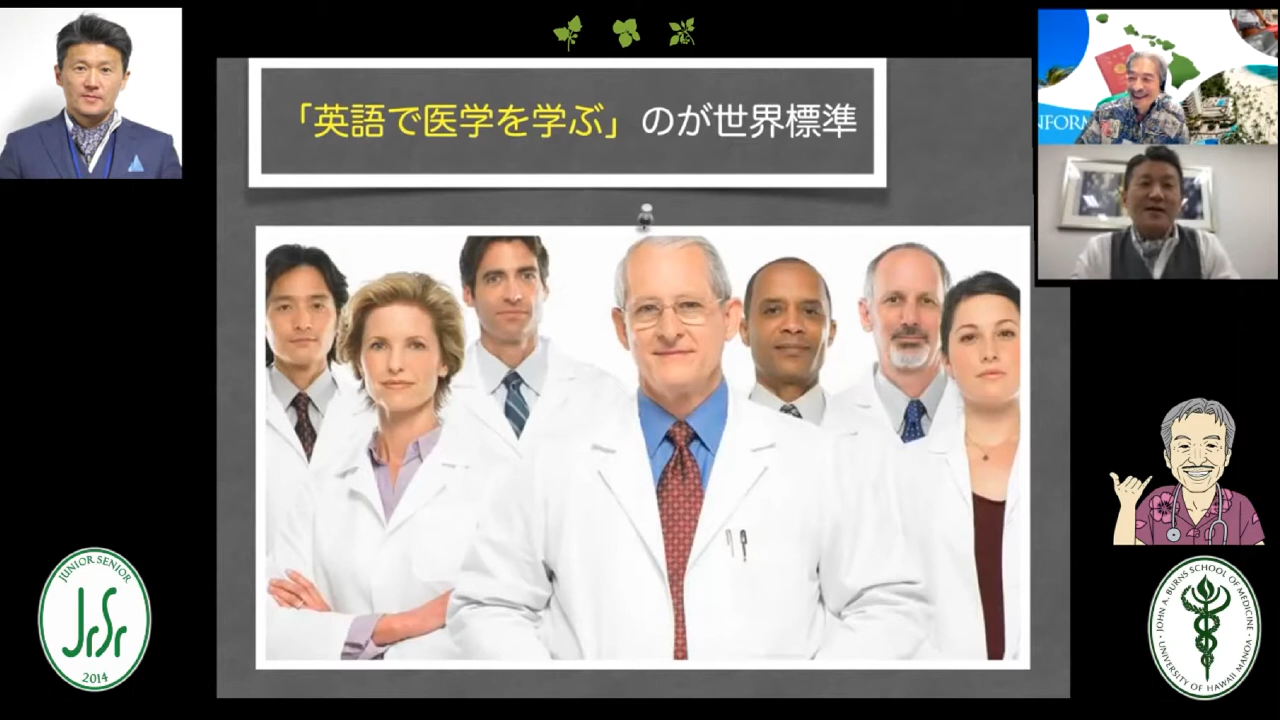 「英語で医学を学ぶ」のが世界標準
NFORM
JUNIOR SENIOR
JrSr
2014
JOHN A. BURNS SCHOOL OF MEDICINE
UNIVERSITY OF HAWAII MANOA